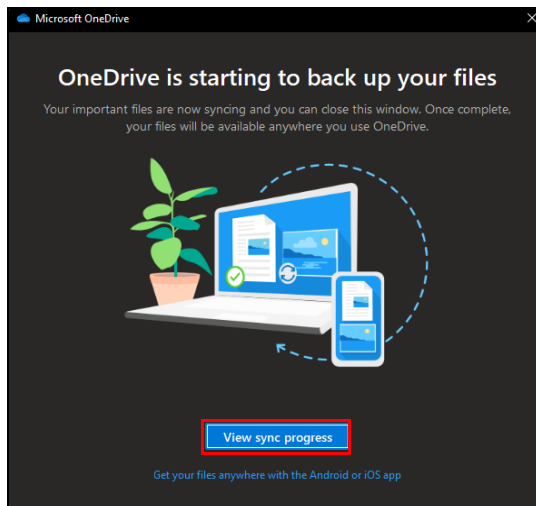 Microsoft OneDrive
OneDrive is starting to back up your files
Your important files are now syncing and you can close this window. Once complete,
your files will be available anywhere you use OneDrive.
View sync progress
Get your files anywhere with the Android or iOS app